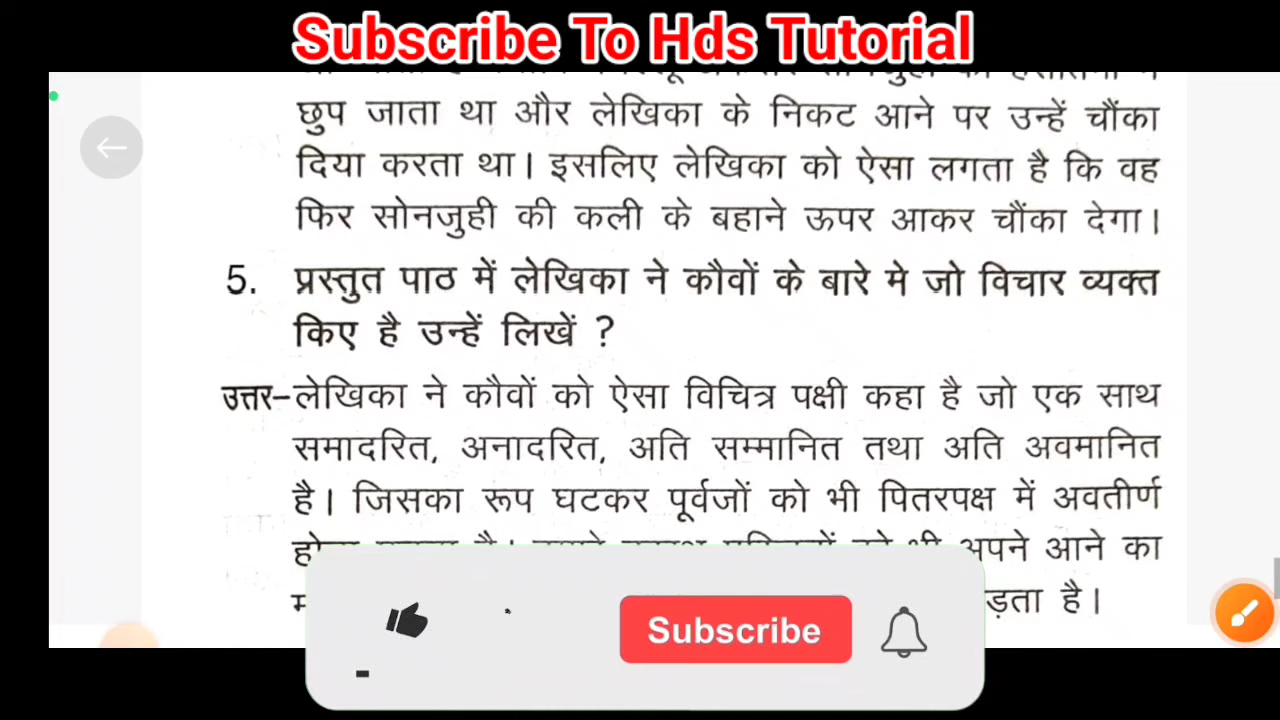 Subscribe To Hds Tutorial
छुप जाता था और लेखिका के निकट आने पर उन्हें चौंका
दिया करता था। इसलिए लेखिका को ऐसा लगता है कि वह
फिर सोनजुही की कली के बहाने ऊपर आकर चौंका देगा।
5. प्रस्तुत पाठ में लेखिका ने कौवों के बारे मे जो विचार व्यक्त
किए है उन्हें लिखें ?
उत्तर-लेखिका ने कौवों को ऐसा विचित्र पक्षी कहा है जो एक साथ
समादरित, अनादरित, अति सम्मानित तथा अति अवमानित
है। जिसका रूप घटकर पूर्वजों को भी पितरपक्ष में अवतीर्ण
अपने आने का
है।
Subscribe